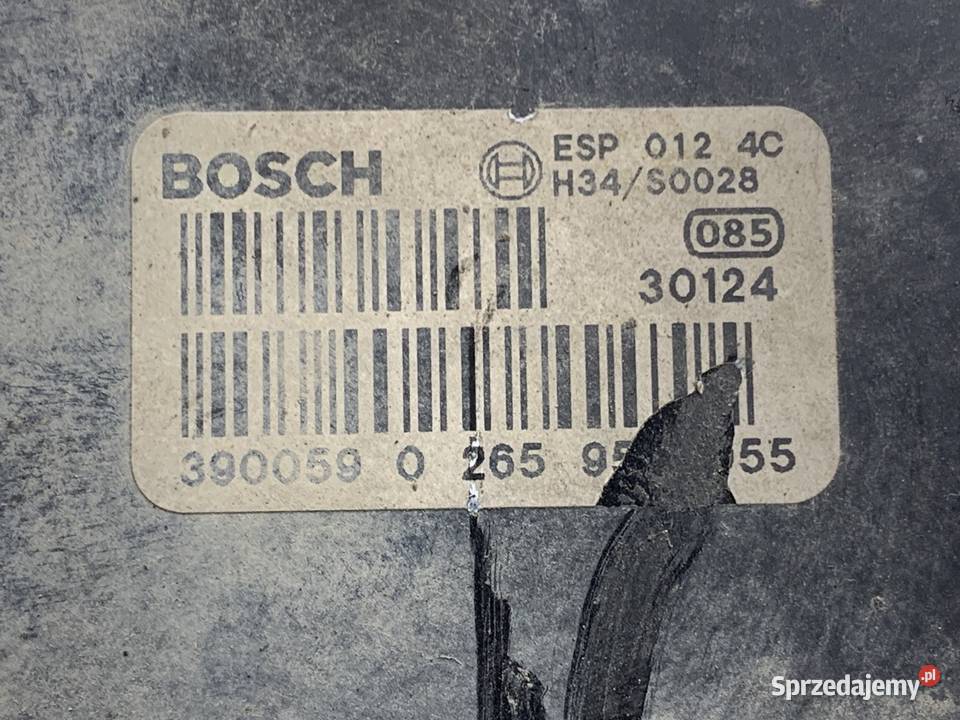 BOSCH
ESP 012 4C
H34/S0028
085
30124
390059 0 265
Sprzedajemy.pl